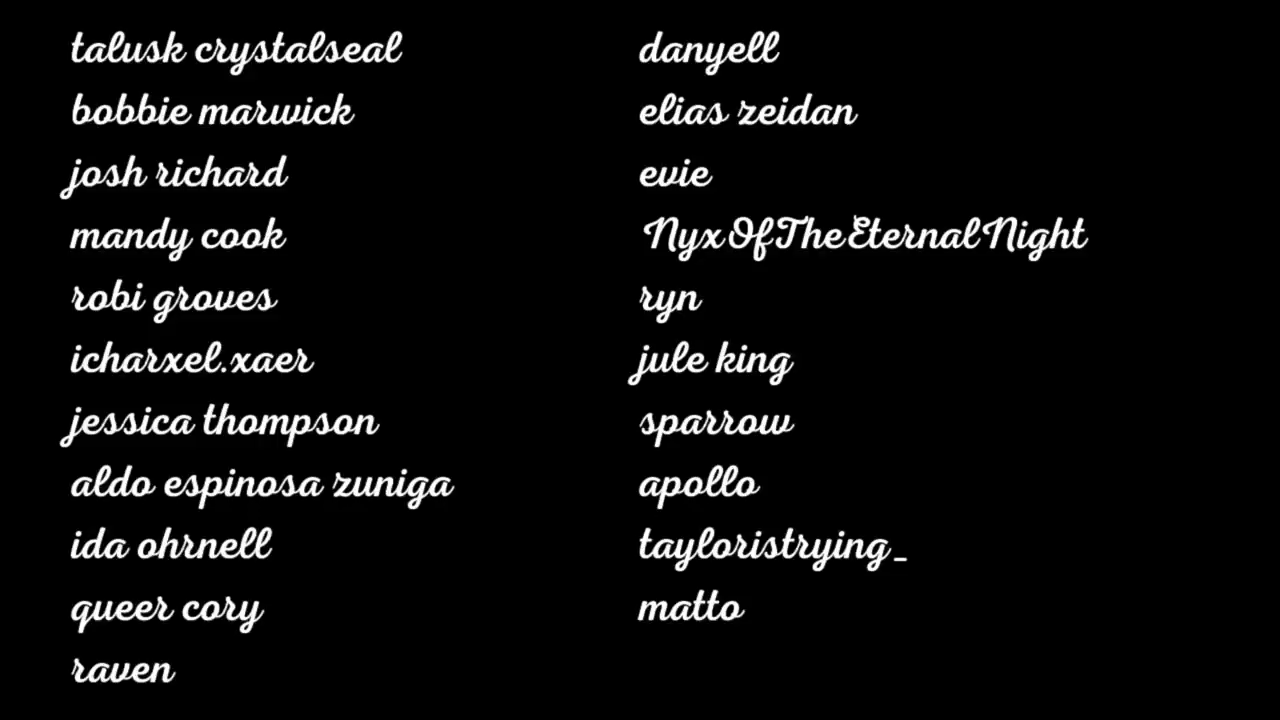 talusk crystalseal
bobbie marwick
josh richard
mandy cook
robi groves
icharxel.xaer
jessica thompson
aldo espinosa zuniga
ida ohrnell
queer cory
raven
danyell
elias zeidan
evie
NyxOfTheEternalNight
ryn
jule king
sparrow
apollo
tayloristrying_
matto